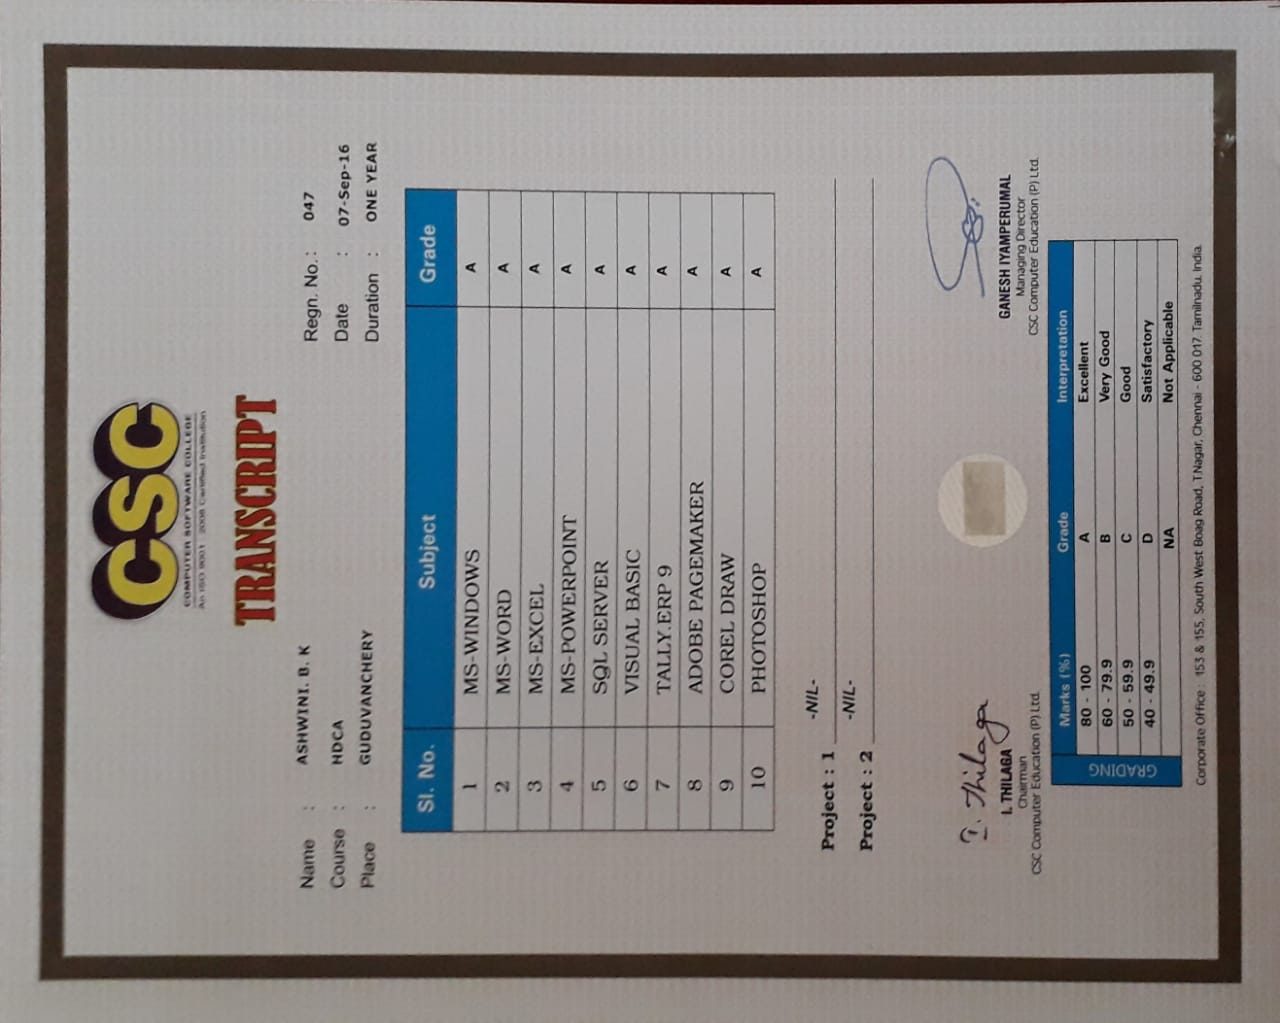 CSC
COMPUTER SOFTWARE COLLEGE
An ISO 9001 : 2008 Certified Institution
TRANSCRIPT
Name : ASHWINI. B. K Regn. No. : 047
Course : HDCA Date : 07-Sep-16
Place : GUDUVANCHERY Duration : ONE YEAR
Sl. No. Subject Grade
1 MS-WINDOWS A
2 MS-WORD A
3 MS-EXCEL A
4 MS-POWERPOINT A
5 SQL SERVER A
6 VISUAL BASIC A
7 TALLY.ERP 9 A
8 ADOBE PAGEMAKER A
9 COREL DRAW A
10 PHOTOSHOP A
Project : 1 -NIL-
Project : 2 -NIL-
I. Thilaga
I. THILAGA GANESH IYAMPERUMAL
Chairman Managing Director
CSC Computer Education (P) Ltd. CSC Computer Education (P) Ltd.
GRADING
Marks (%) Grade Interpretation
80 - 100 A Excellent
60 - 79.9 B Very Good
50 - 59.9 C Good
40 - 49.9 D Satisfactory
NA Not Applicable
Corporate Office : 153 & 155, South West Boag Road, T.Nagar, Chennai - 600 017. Tamilnadu. India.